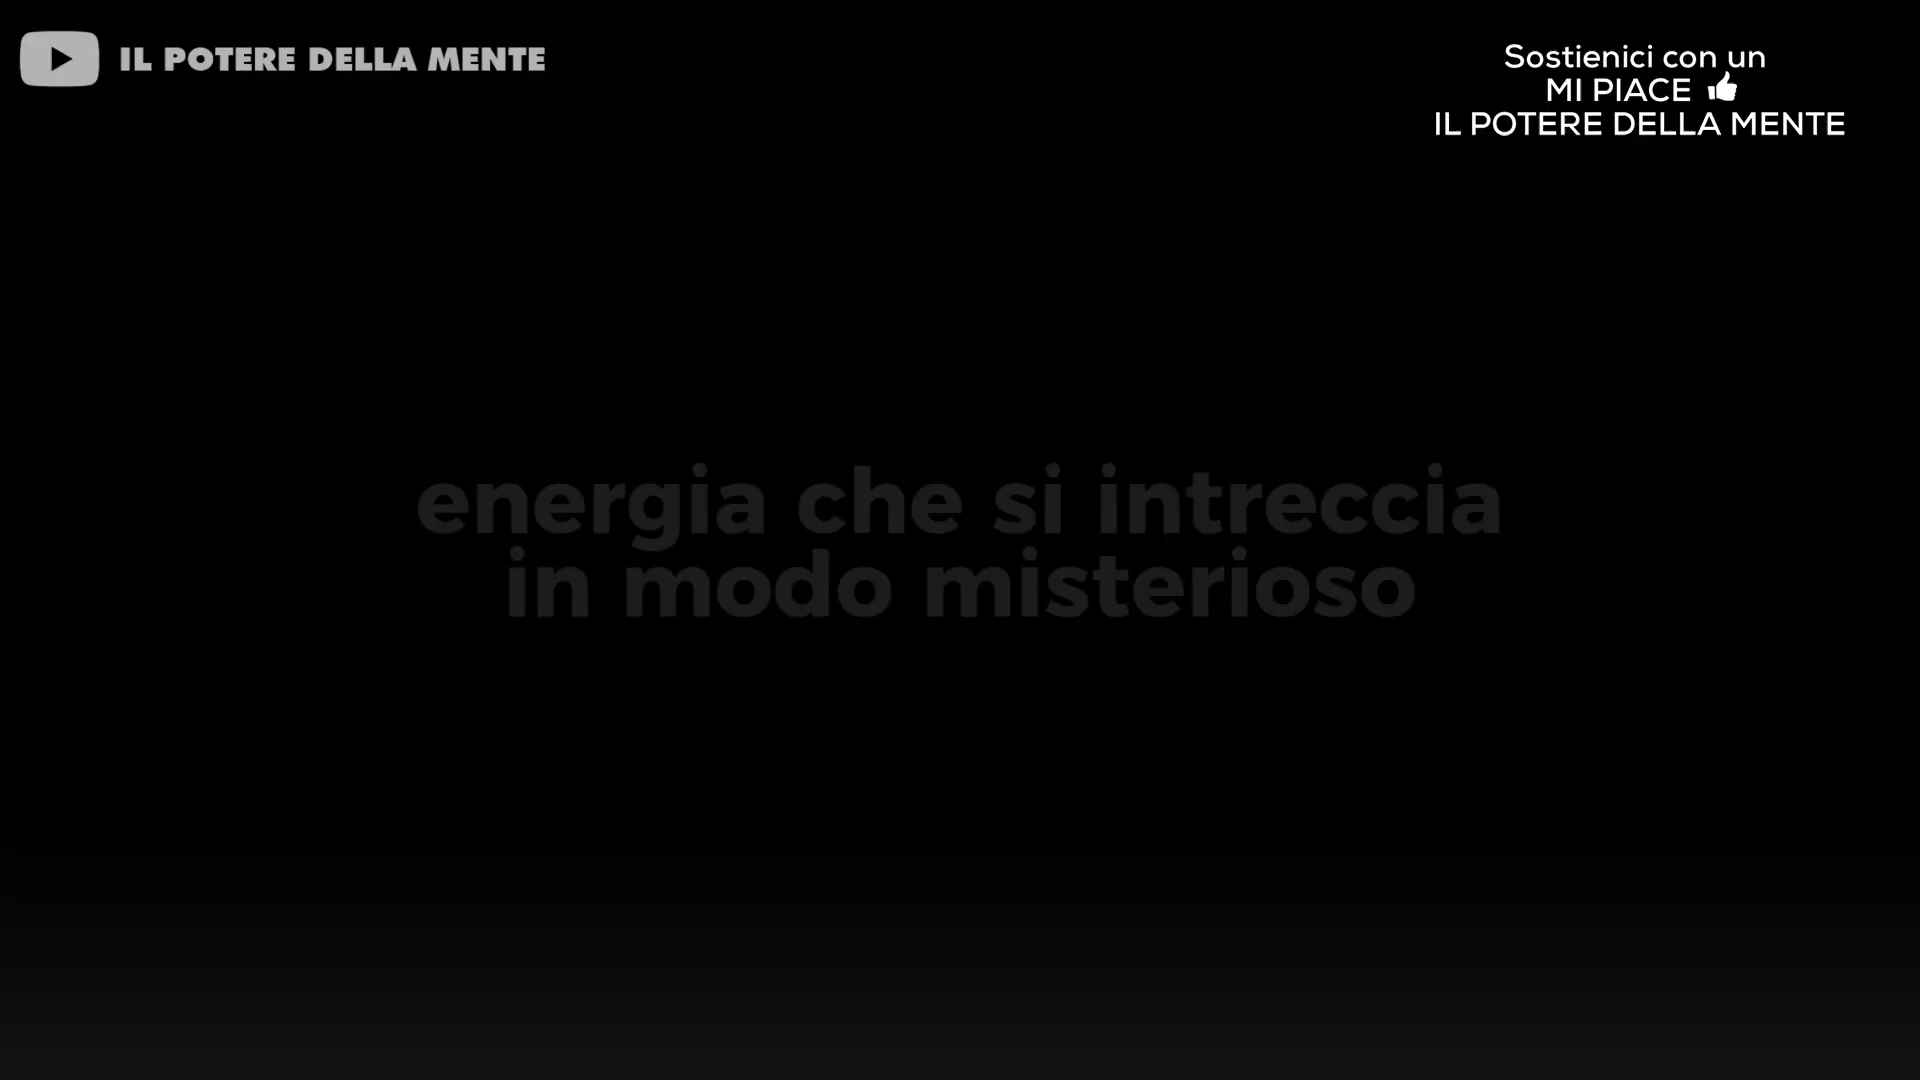 IL POTERE DELLA MENTE
Sostienici con un
MI PIACE
IL POTERE DELLA MENTE
energia che si intreccia
in modo misterioso